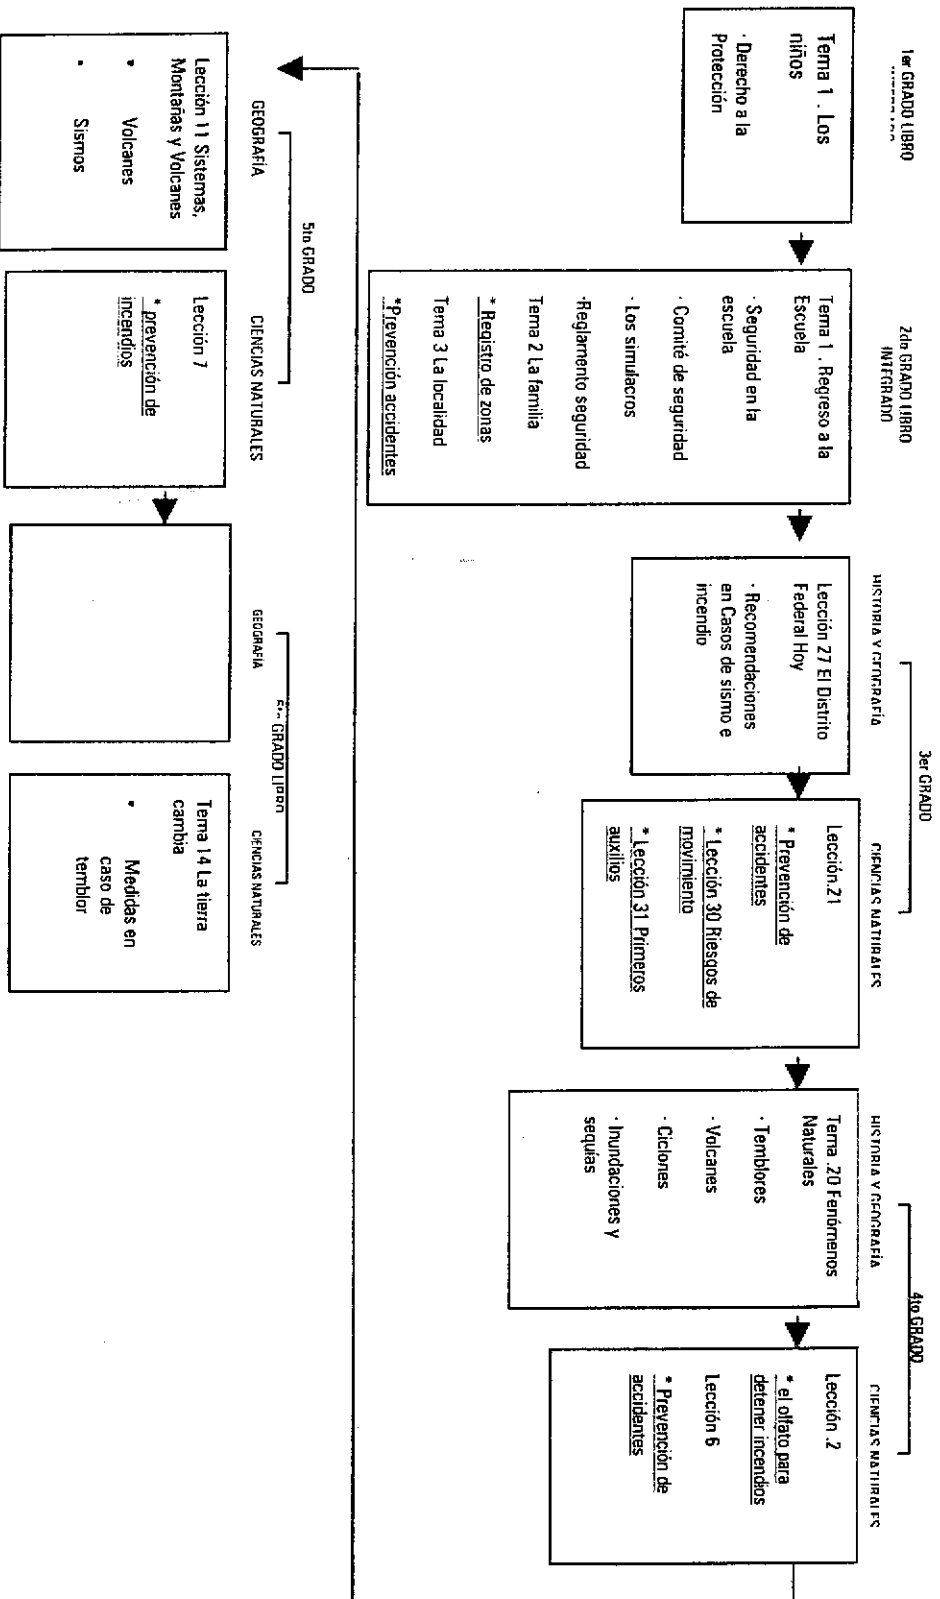 1er GRADO LIBRO
2do GRADO LIBRO
INTEGRADO
3er GRADO
HISTORIA Y GEOGRAFÍA
CIENCIAS NATURALES
4to GRADO
HISTORIA Y GEOGRAFÍA
CIENCIAS NATURALES
Tema 1 . Los
niños
· Derecho a la
Protección
Tema 1 . Regreso a la
Escuela
· Seguridad en la
escuela
· Comité de seguridad
· Los simulacros
·Reglamento seguridad
Tema 2 La familia
* Registro de zonas
Tema 3 La localidad
*Prevención accidentes
Lección 27 El Distrito
Federal Hoy
· Recomendaciones
en Casos de sismo e
incendio
Lección.21
* Prevención de
accidentes
* Lección 30 Riesgos de
movimiento
* Lección 31 Primeros
auxilios
Tema .20 Fenómenos
Naturales
· Temblores
· Volcanes
· Ciclones
· Inundaciones y
sequías
Lección .2
* el olfato para
detener incendios
Lección 6
* Prevención de
accidentes
5to GRADO
GEOGRAFÍA
CIENCIAS NATURALES
GRADO LIBRO
GEOGRAFÍA
CIENCIAS NATURALES
Lección 11 Sistemas,
Montañas y Volcanes
• Volcanes
• Sismos
Lección 7
* prevención de
incendios
Tema 14 La tierra
cambia
• Medidas en
caso de
temblor